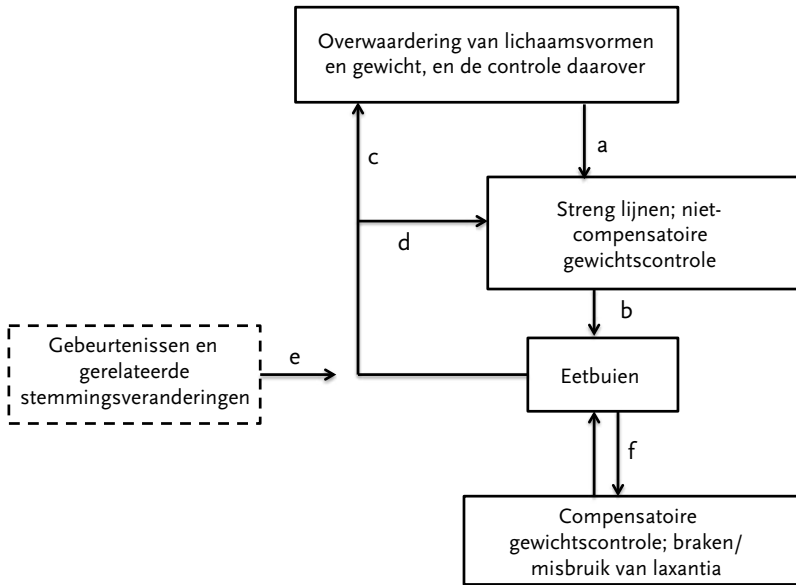 Overwaardering van lichaamsvormen
en gewicht, en de controle daarover
a
c
Streng lijnen; niet-
compensatoire
gewichtscontrole
d
b
Gebeurtenissen en
gerelateerde
stemmingsveranderingen
e
Eetbuien
f
Compensatoire
gewichtscontrole; braken/
misbruik van laxantia